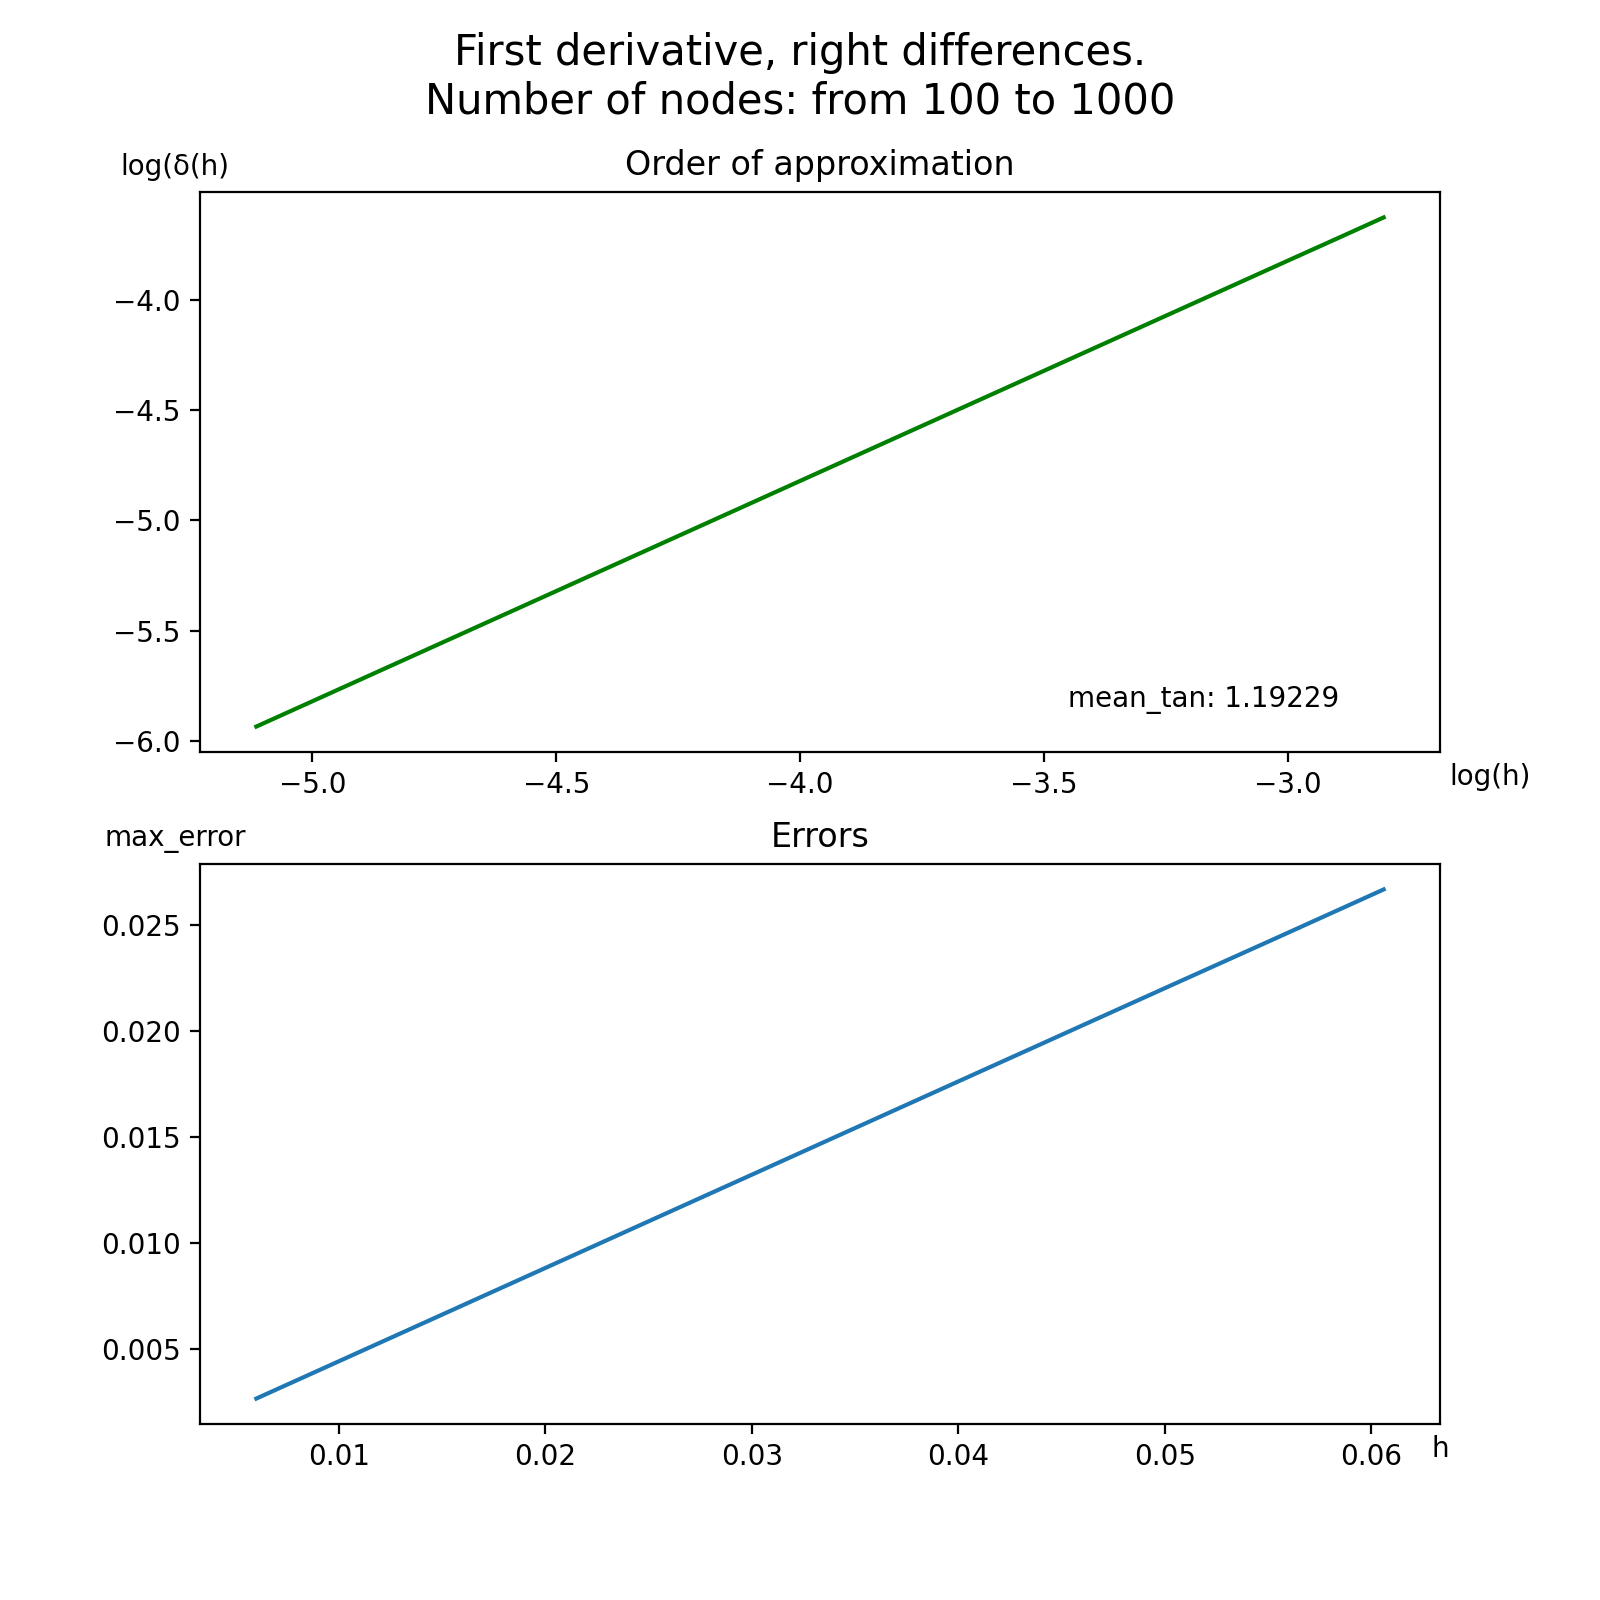 First derivative, right differences.
Number of nodes: from 100 to 1000
log(δ(h)
Order of approximation
−4.0
−4.5
−5.0
−5.5
−6.0
mean_tan: 1.19229
−5.0 −4.5 −4.0 −3.5 −3.0
log(h)
max_error
Errors
0.025
0.020
0.015
0.010
0.005
0.01 0.02 0.03 0.04 0.05 0.06
h